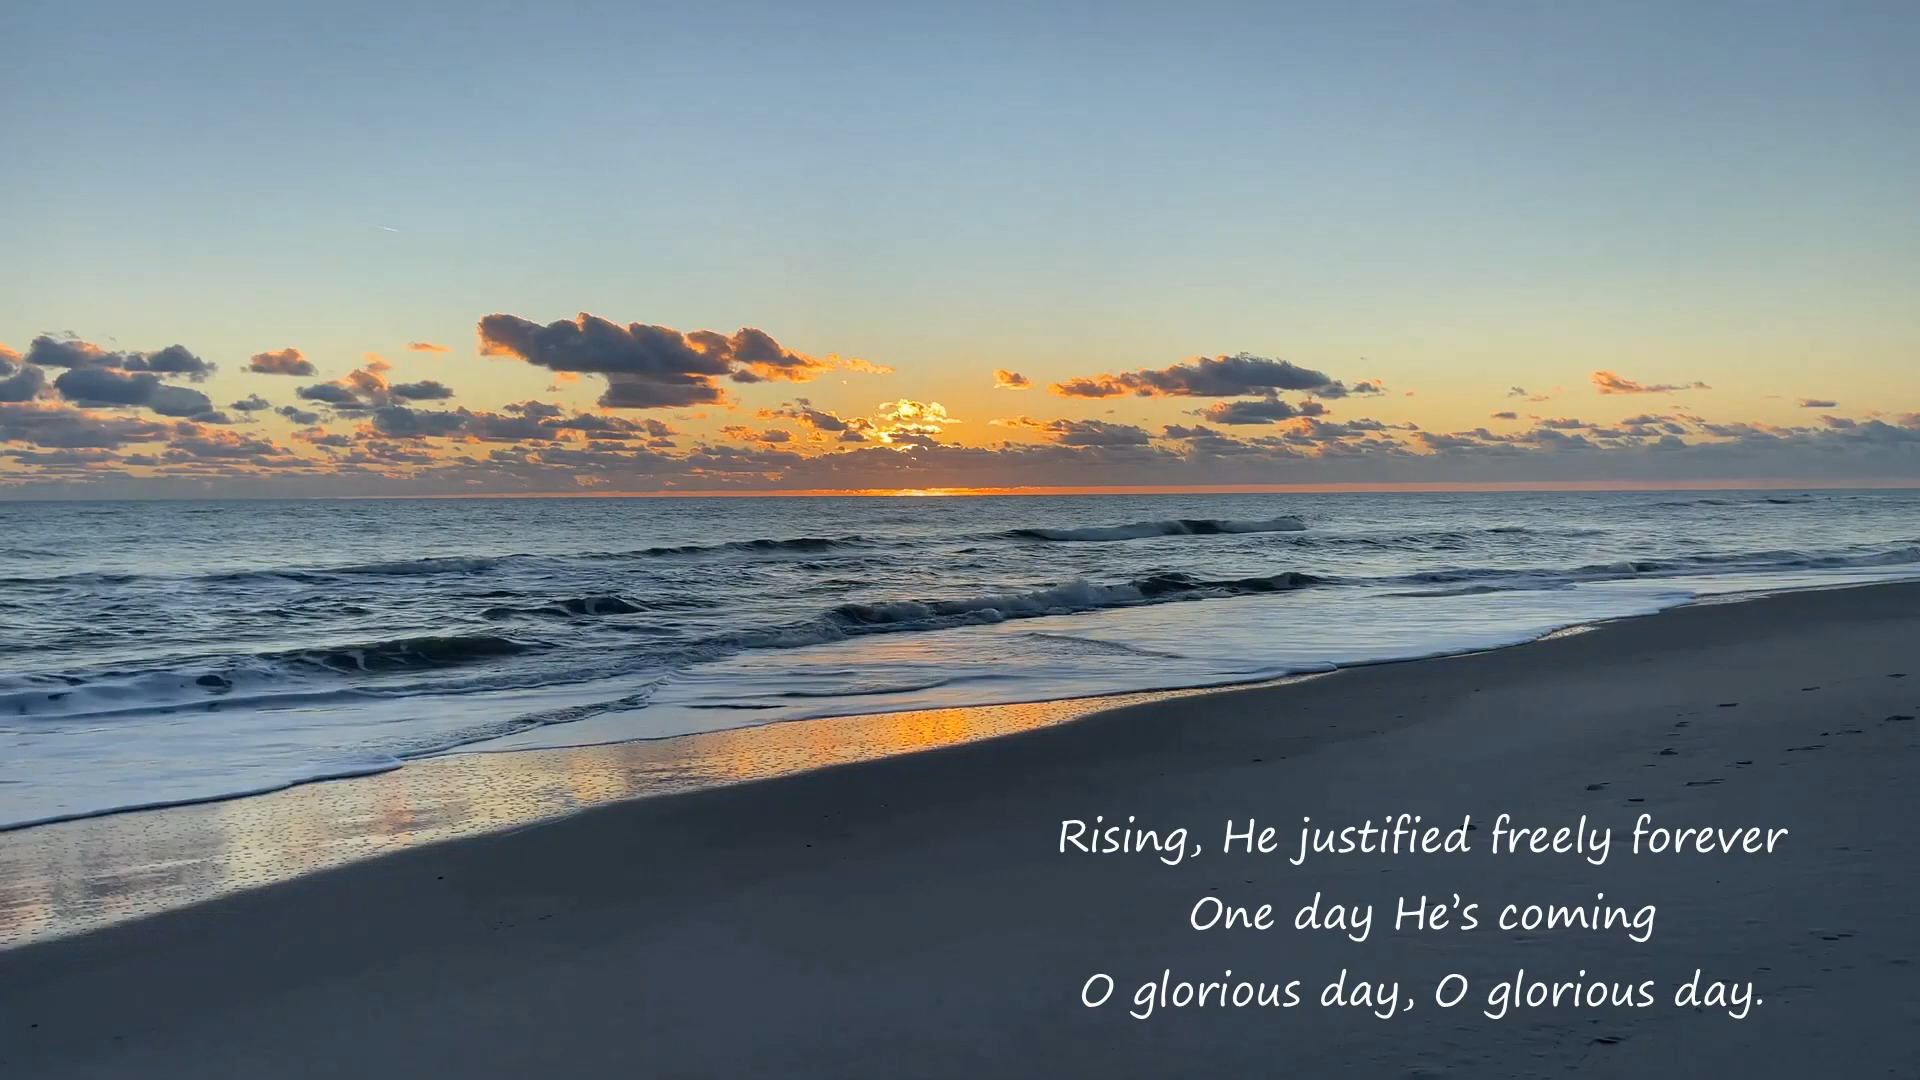 Rising, He justified freely forever
One day He’s coming
O glorious day, O glorious day.